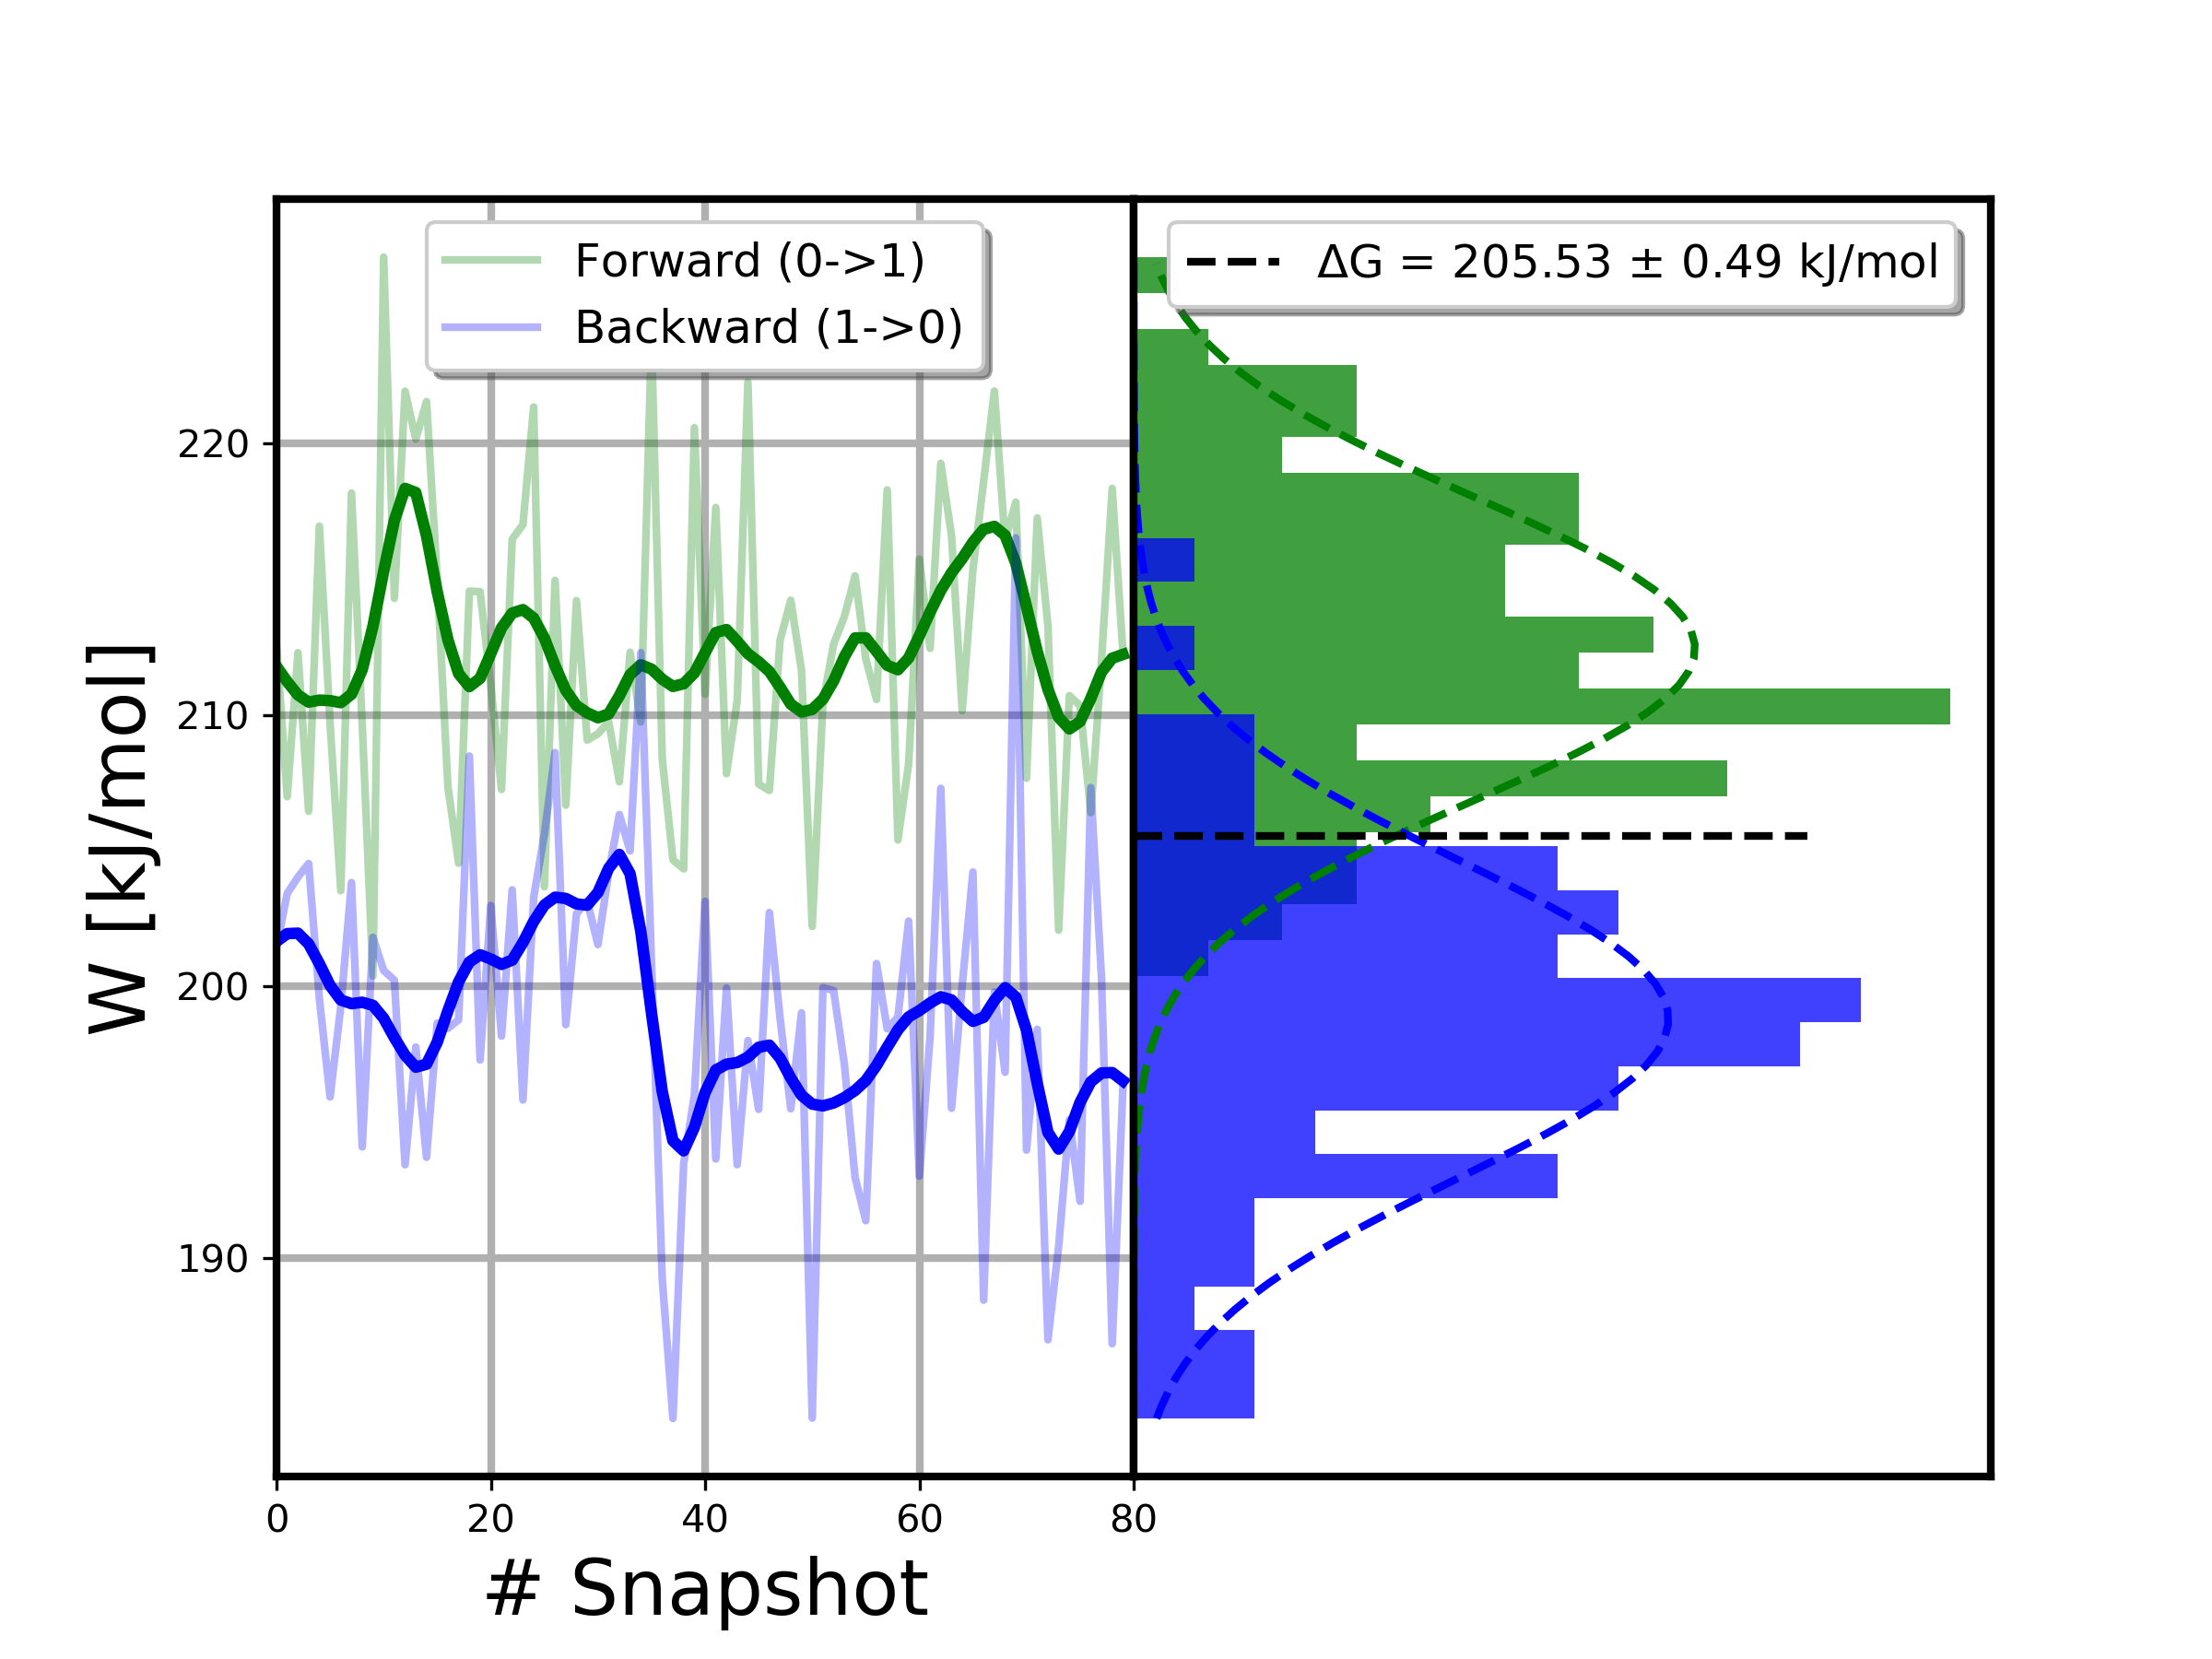 Forward (0->1)
Backward (1->0)
ΔG = 205.53 ± 0.49 kJ/mol
W [kJ/mol]
220
210
200
190
0 20 40 60 80
# Snapshot